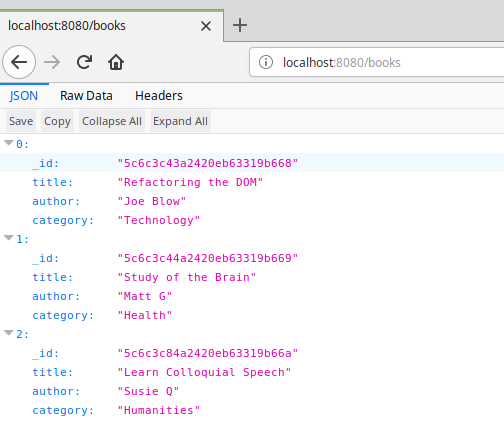 localhost:8080/books
localhost:8080/books
JSON Raw Data Headers
Save Copy Collapse All Expand All
0:
_id: "5c6c3c43a2420eb63319b668"
title: "Refactoring the DOM"
author: "Joe Blow"
category: "Technology"
1:
_id: "5c6c3c44a2420eb63319b669"
title: "Study of the Brain"
author: "Matt G"
category: "Health"
2:
_id: "5c6c3c84a2420eb63319b66a"
title: "Learn Colloquial Speech"
author: "Susie Q"
category: "Humanities"